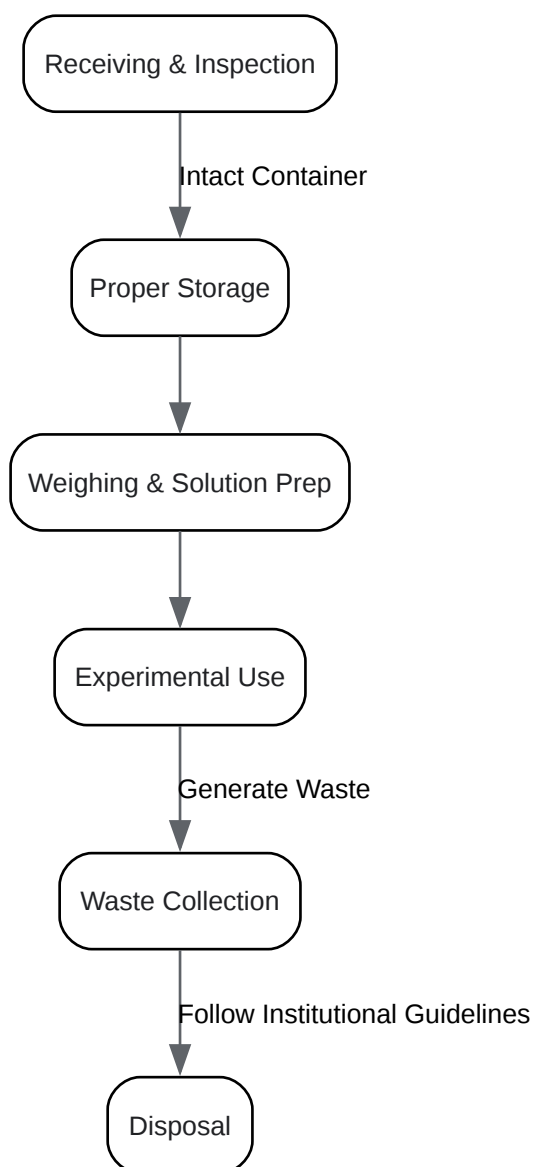 Receiving & Inspection
Intact Container
Proper Storage
Weighing & Solution Prep
Experimental Use
Generate Waste
Waste Collection
Follow Institutional Guidelines
Disposal